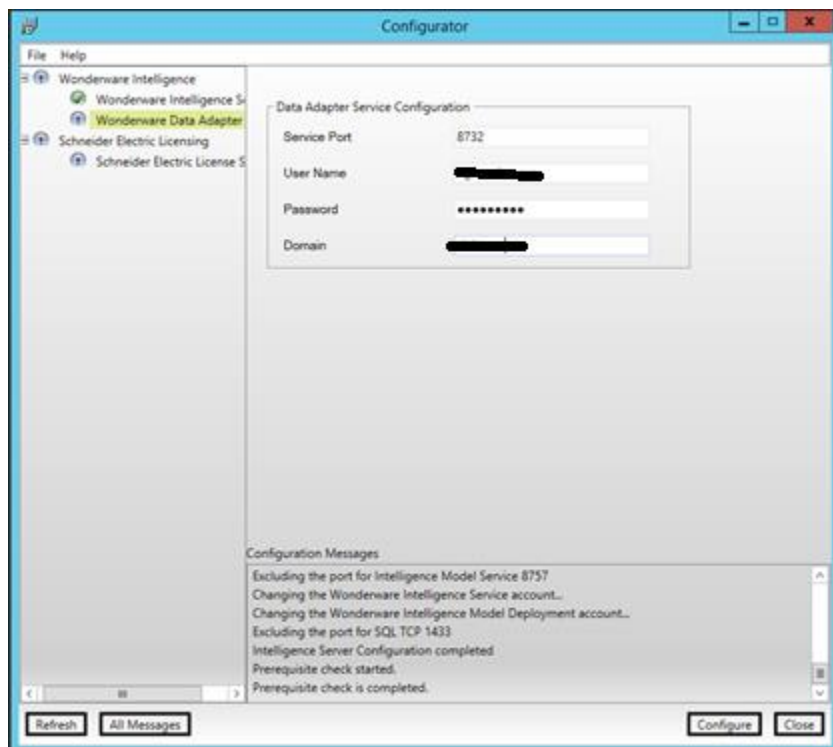 Configurator
File Help
Wonderware Intelligence
Wonderware Intelligence S
Wonderware Data Adapter
Schneider Electric Licensing
Schneider Electric License S
Data Adapter Service Configuration
Service Port 8732
User Name
Password •••••••••
Domain
Configuration Messages
Excluding the port for Intelligence Model Service 8757
Changing the Wonderware Intelligence Service account...
Changing the Wonderware Intelligence Model Deployment account...
Excluding the port for SQL TCP 1433
Intelligence Server Configuration completed
Prerequisite check started.
Prerequisite check is completed.
Refresh All Messages Configure Close